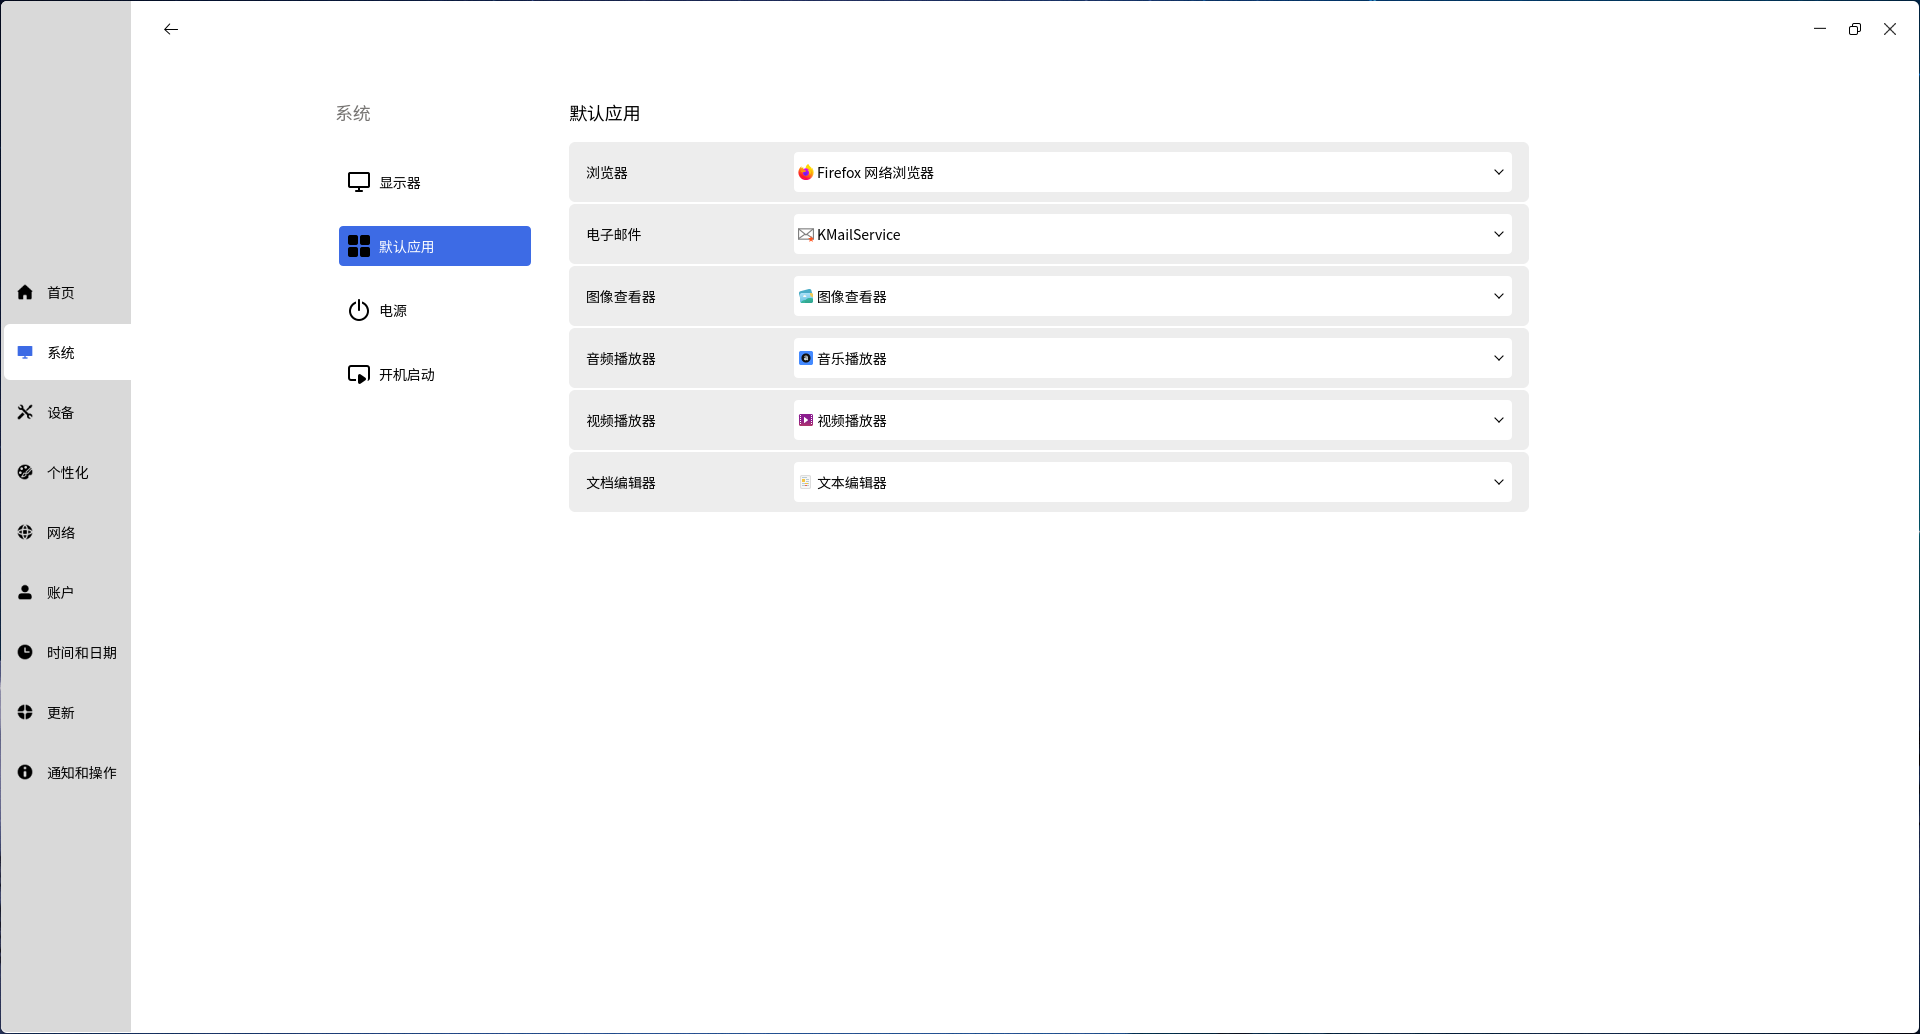 首页
系统
设备
个性化
网络
账户
时间和日期
更新
通知和操作
系统
显示器
默认应用
电源
开机启动
默认应用
浏览器 Firefox 网络浏览器
电子邮件 KMailService
图像查看器 图像查看器
音频播放器 音乐播放器
视频播放器 视频播放器
文档编辑器 文本编辑器